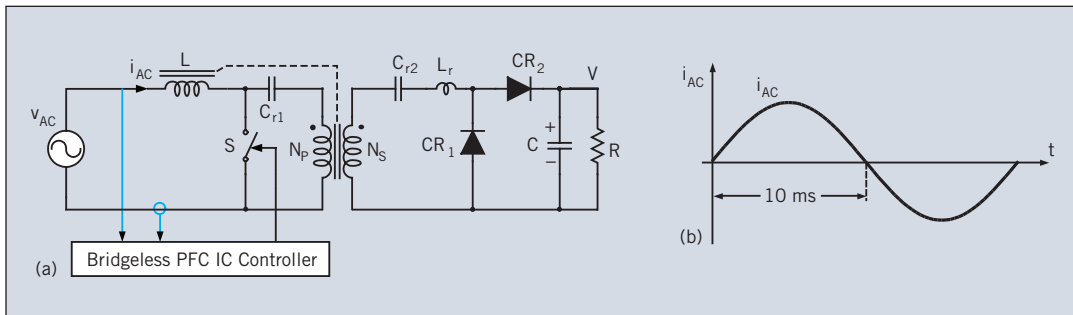 i_AC
L
C_r1
v_AC
S
N_P
N_S
C_r2
L_r
CR_1
CR_2
V
+
C
−
R
Bridgeless PFC IC Controller
(a)
i_AC
i_AC
t
10 ms
(b)